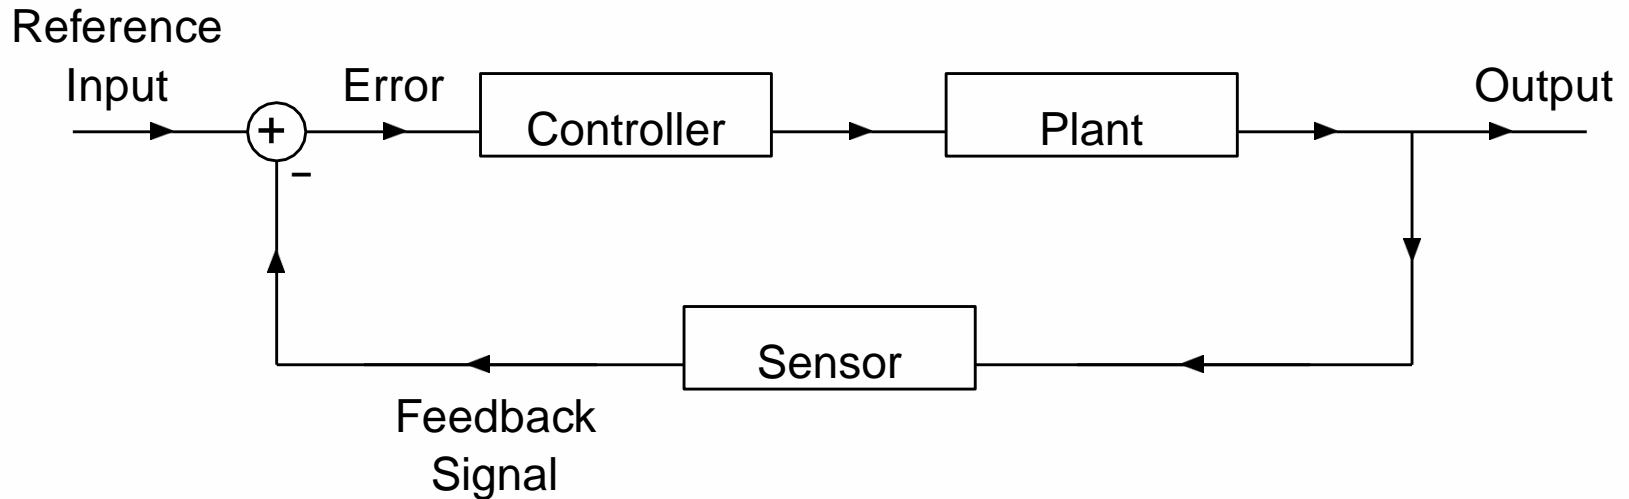 Reference
Input
Error
Controller
Plant
Output
+
-
Sensor
Feedback
Signal